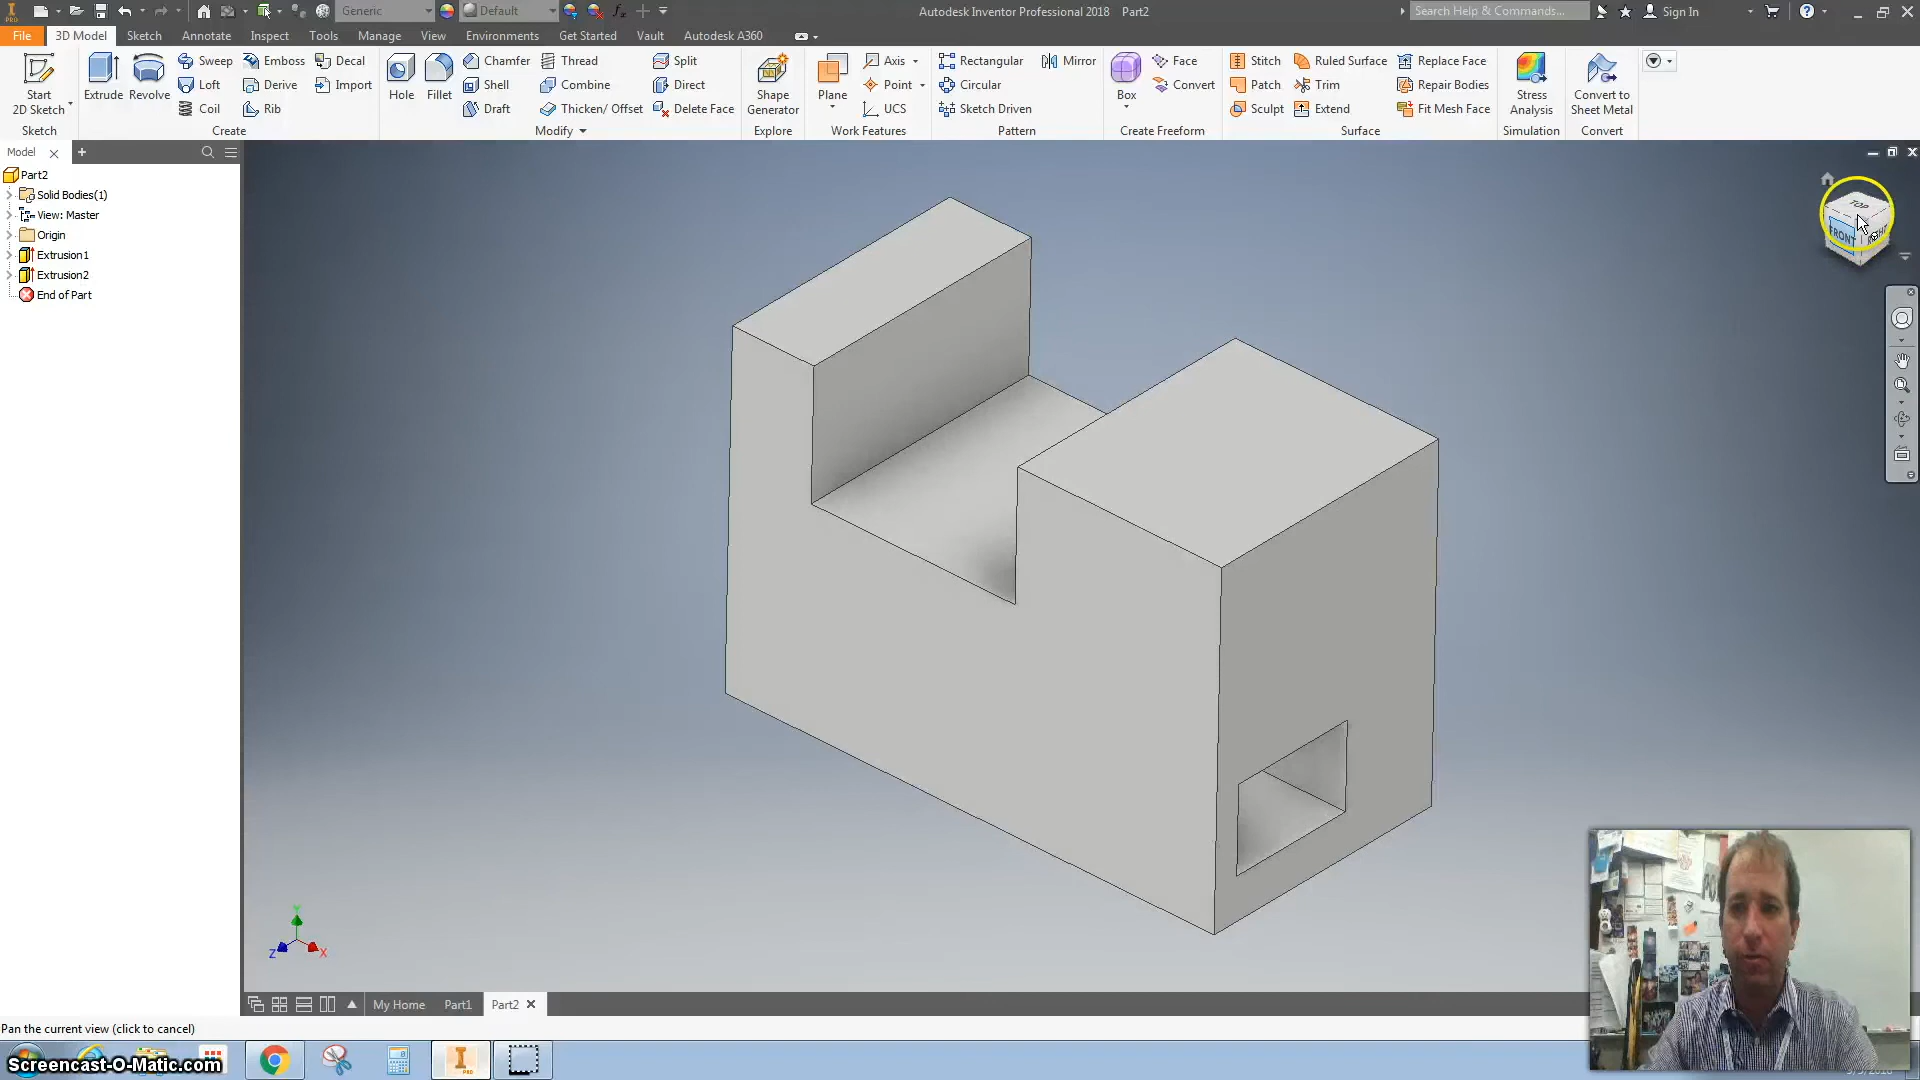 Generic Default Autodesk Inventor Professional 2018 Part2 Search Help & Commands... Sign In
File 3D Model Sketch Annotate Inspect Tools Manage View Environments Get Started Vault Autodesk A360
Start 2D Sketch
Sketch
Extrude Revolve Sweep Loft Coil Emboss Derive Rib Decal Import
Create
Hole Fillet Chamfer Shell Draft Thread Combine Thicken/ Offset Split Direct Delete Face
Modify
Shape Generator
Explore
Plane Axis Point UCS
Work Features
Rectangular Circular Sketch Driven Mirror
Pattern
Box Face Convert
Create Freeform
Stitch Patch Sculpt Ruled Surface Trim Extend Replace Face Repair Bodies Fit Mesh Face
Surface
Stress Analysis
Simulation
Convert to Sheet Metal
Convert
Model
Part2
Solid Bodies(1)
View: Master
Origin
Extrusion1
Extrusion2
End of Part
TOP
FRONT
Y
Z X
My Home Part1 Part2
Pan the current view (click to cancel)
Screencast-O-Matic.com